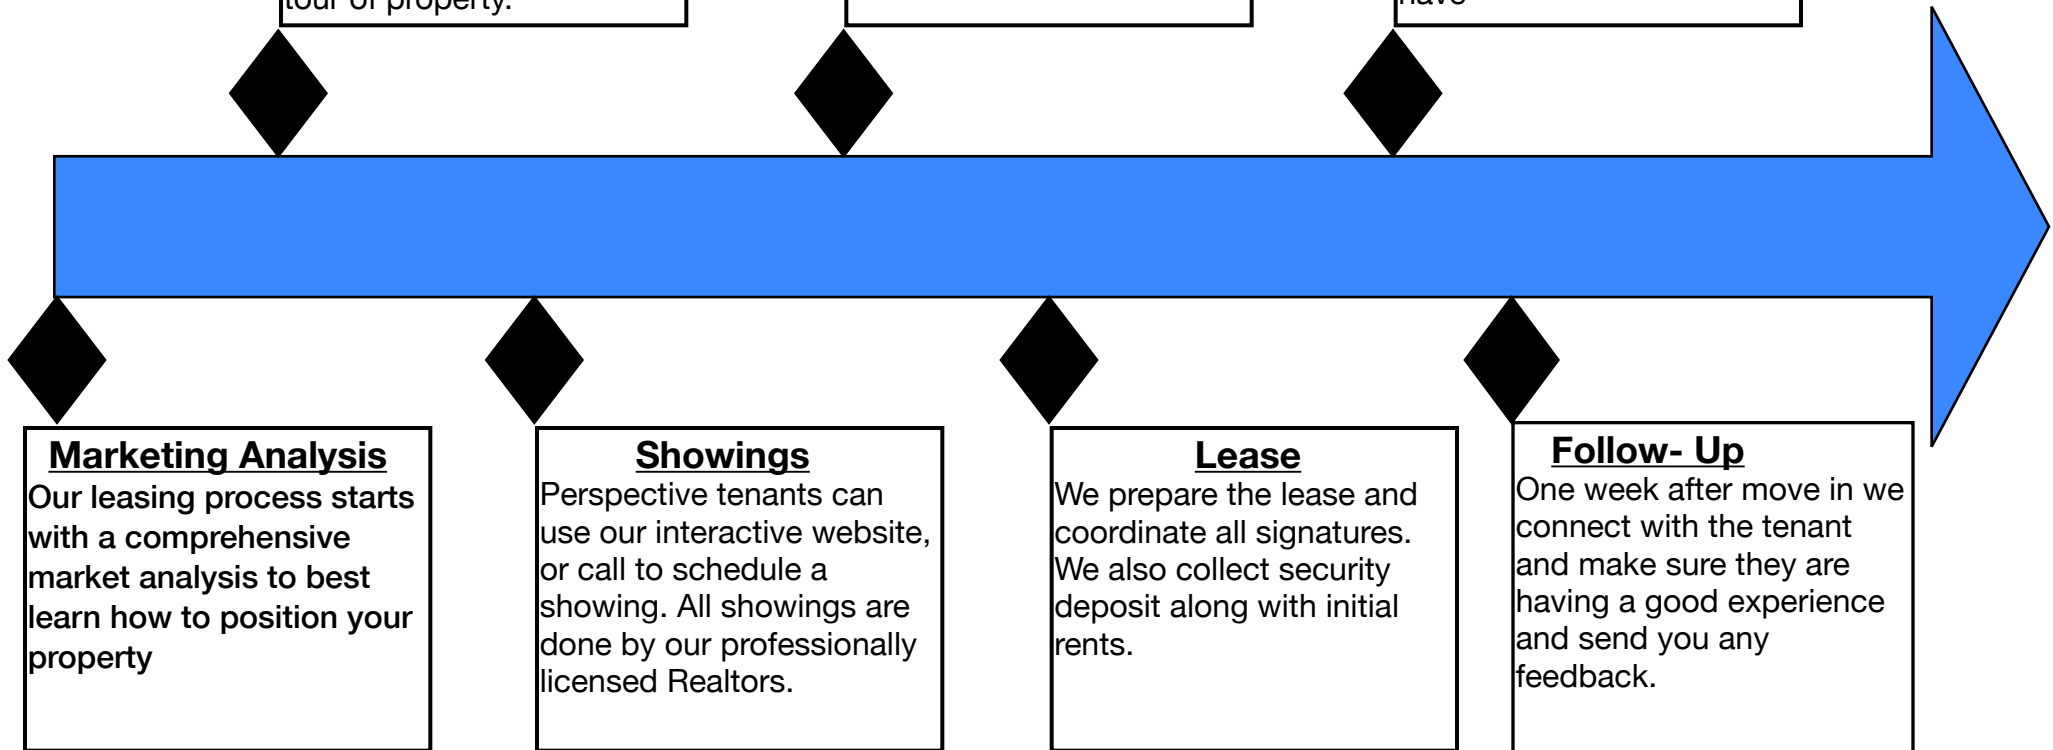 tour of property.
have
Marketing Analysis
Our leasing process starts
with a comprehensive
market analysis to best
learn how to position your
property
Showings
Perspective tenants can
use our interactive website,
or call to schedule a
showing. All showings are
done by our professionally
licensed Realtors.
Lease
We prepare the lease and
coordinate all signatures.
We also collect security
deposit along with initial
rents.
Follow- Up
One week after move in we
connect with the tenant
and make sure they are
having a good experience
and send you any
feedback.